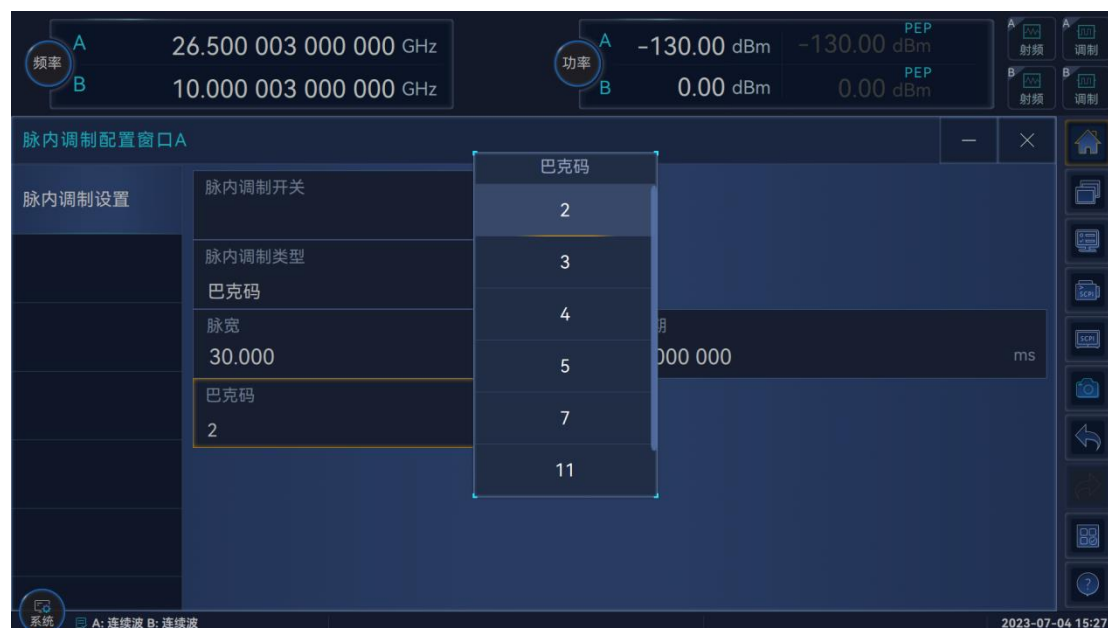 频率
A 26.500 003 000 000 GHz
B 10.000 003 000 000 GHz
功率
A -130.00 dBm -130.00 dBm PEP
B 0.00 dBm 0.00 dBm PEP
A 射频
A 调制
B 射频
B 调制
脉内调制配置窗口A
脉内调制设置
脉内调制开关
脉内调制类型
巴克码
脉宽
30.000
期
000 000 ms
巴克码
2
巴克码
2
3
4
5
7
11
SCPI
SCPI
系统
A: 连续波 B: 连续波
2023-07-04 15:27